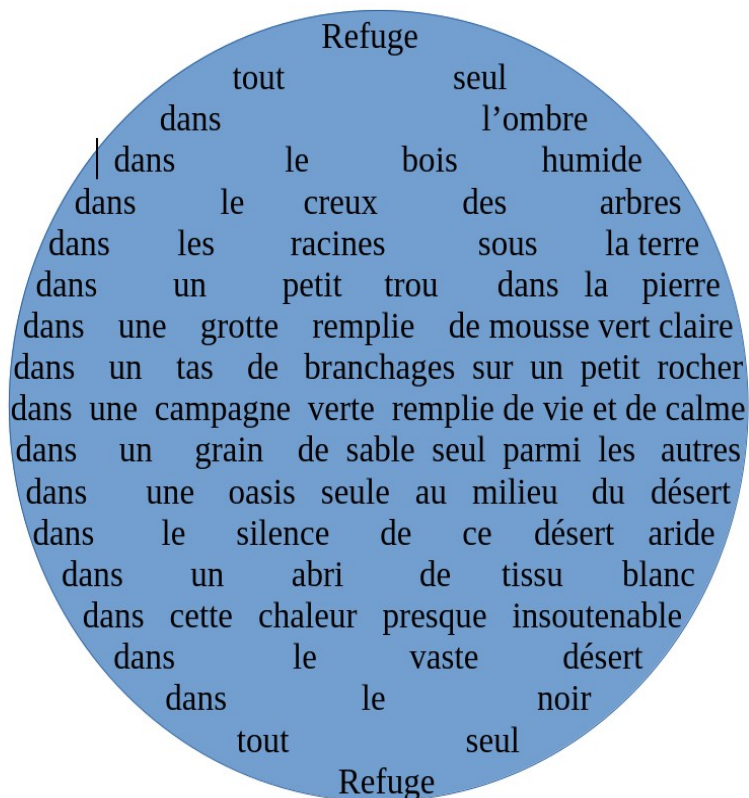 Refuge
tout seul
dans l’ombre
dans le bois humide
dans le creux des arbres
dans les racines sous la terre
dans un petit trou dans la pierre
dans une grotte remplie de mousse vert claire
dans un tas de branchages sur un petit rocher
dans une campagne verte remplie de vie et de calme
dans un grain de sable seul parmi les autres
dans une oasis seule au milieu du désert
dans le silence de ce désert aride
dans un abri de tissu blanc
dans cette chaleur presque insoutenable
dans le vaste désert
dans le noir
tout seul
Refuge